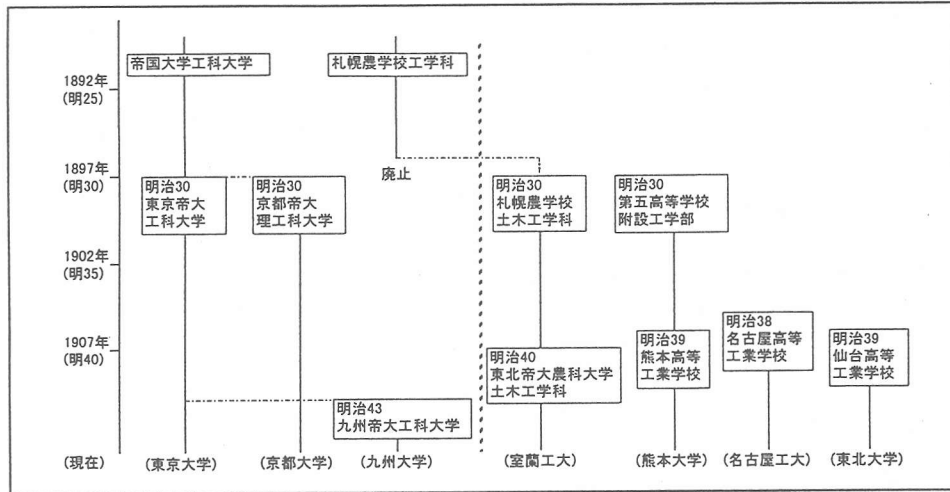 帝国大学工科大学
札幌農学校工学科
1892年
(明25)
1897年
(明30)
廃止
明治30
東京帝大
工科大学
明治30
京都帝大
理工科大学
明治30
札幌農学校
土木工学科
明治30
第五高等学校
附設工学部
1902年
(明35)
1907年
(明40)
明治40
東北帝大農科大学
土木工学科
明治39
熊本高等
工業学校
明治38
名古屋高等
工業学校
明治39
仙台高等
工業学校
明治43
九州帝大工科大学
(現在)
(東京大学)
(京都大学)
(九州大学)
(室蘭工大)
(熊本大学)
(名古屋工大)
(東北大学)